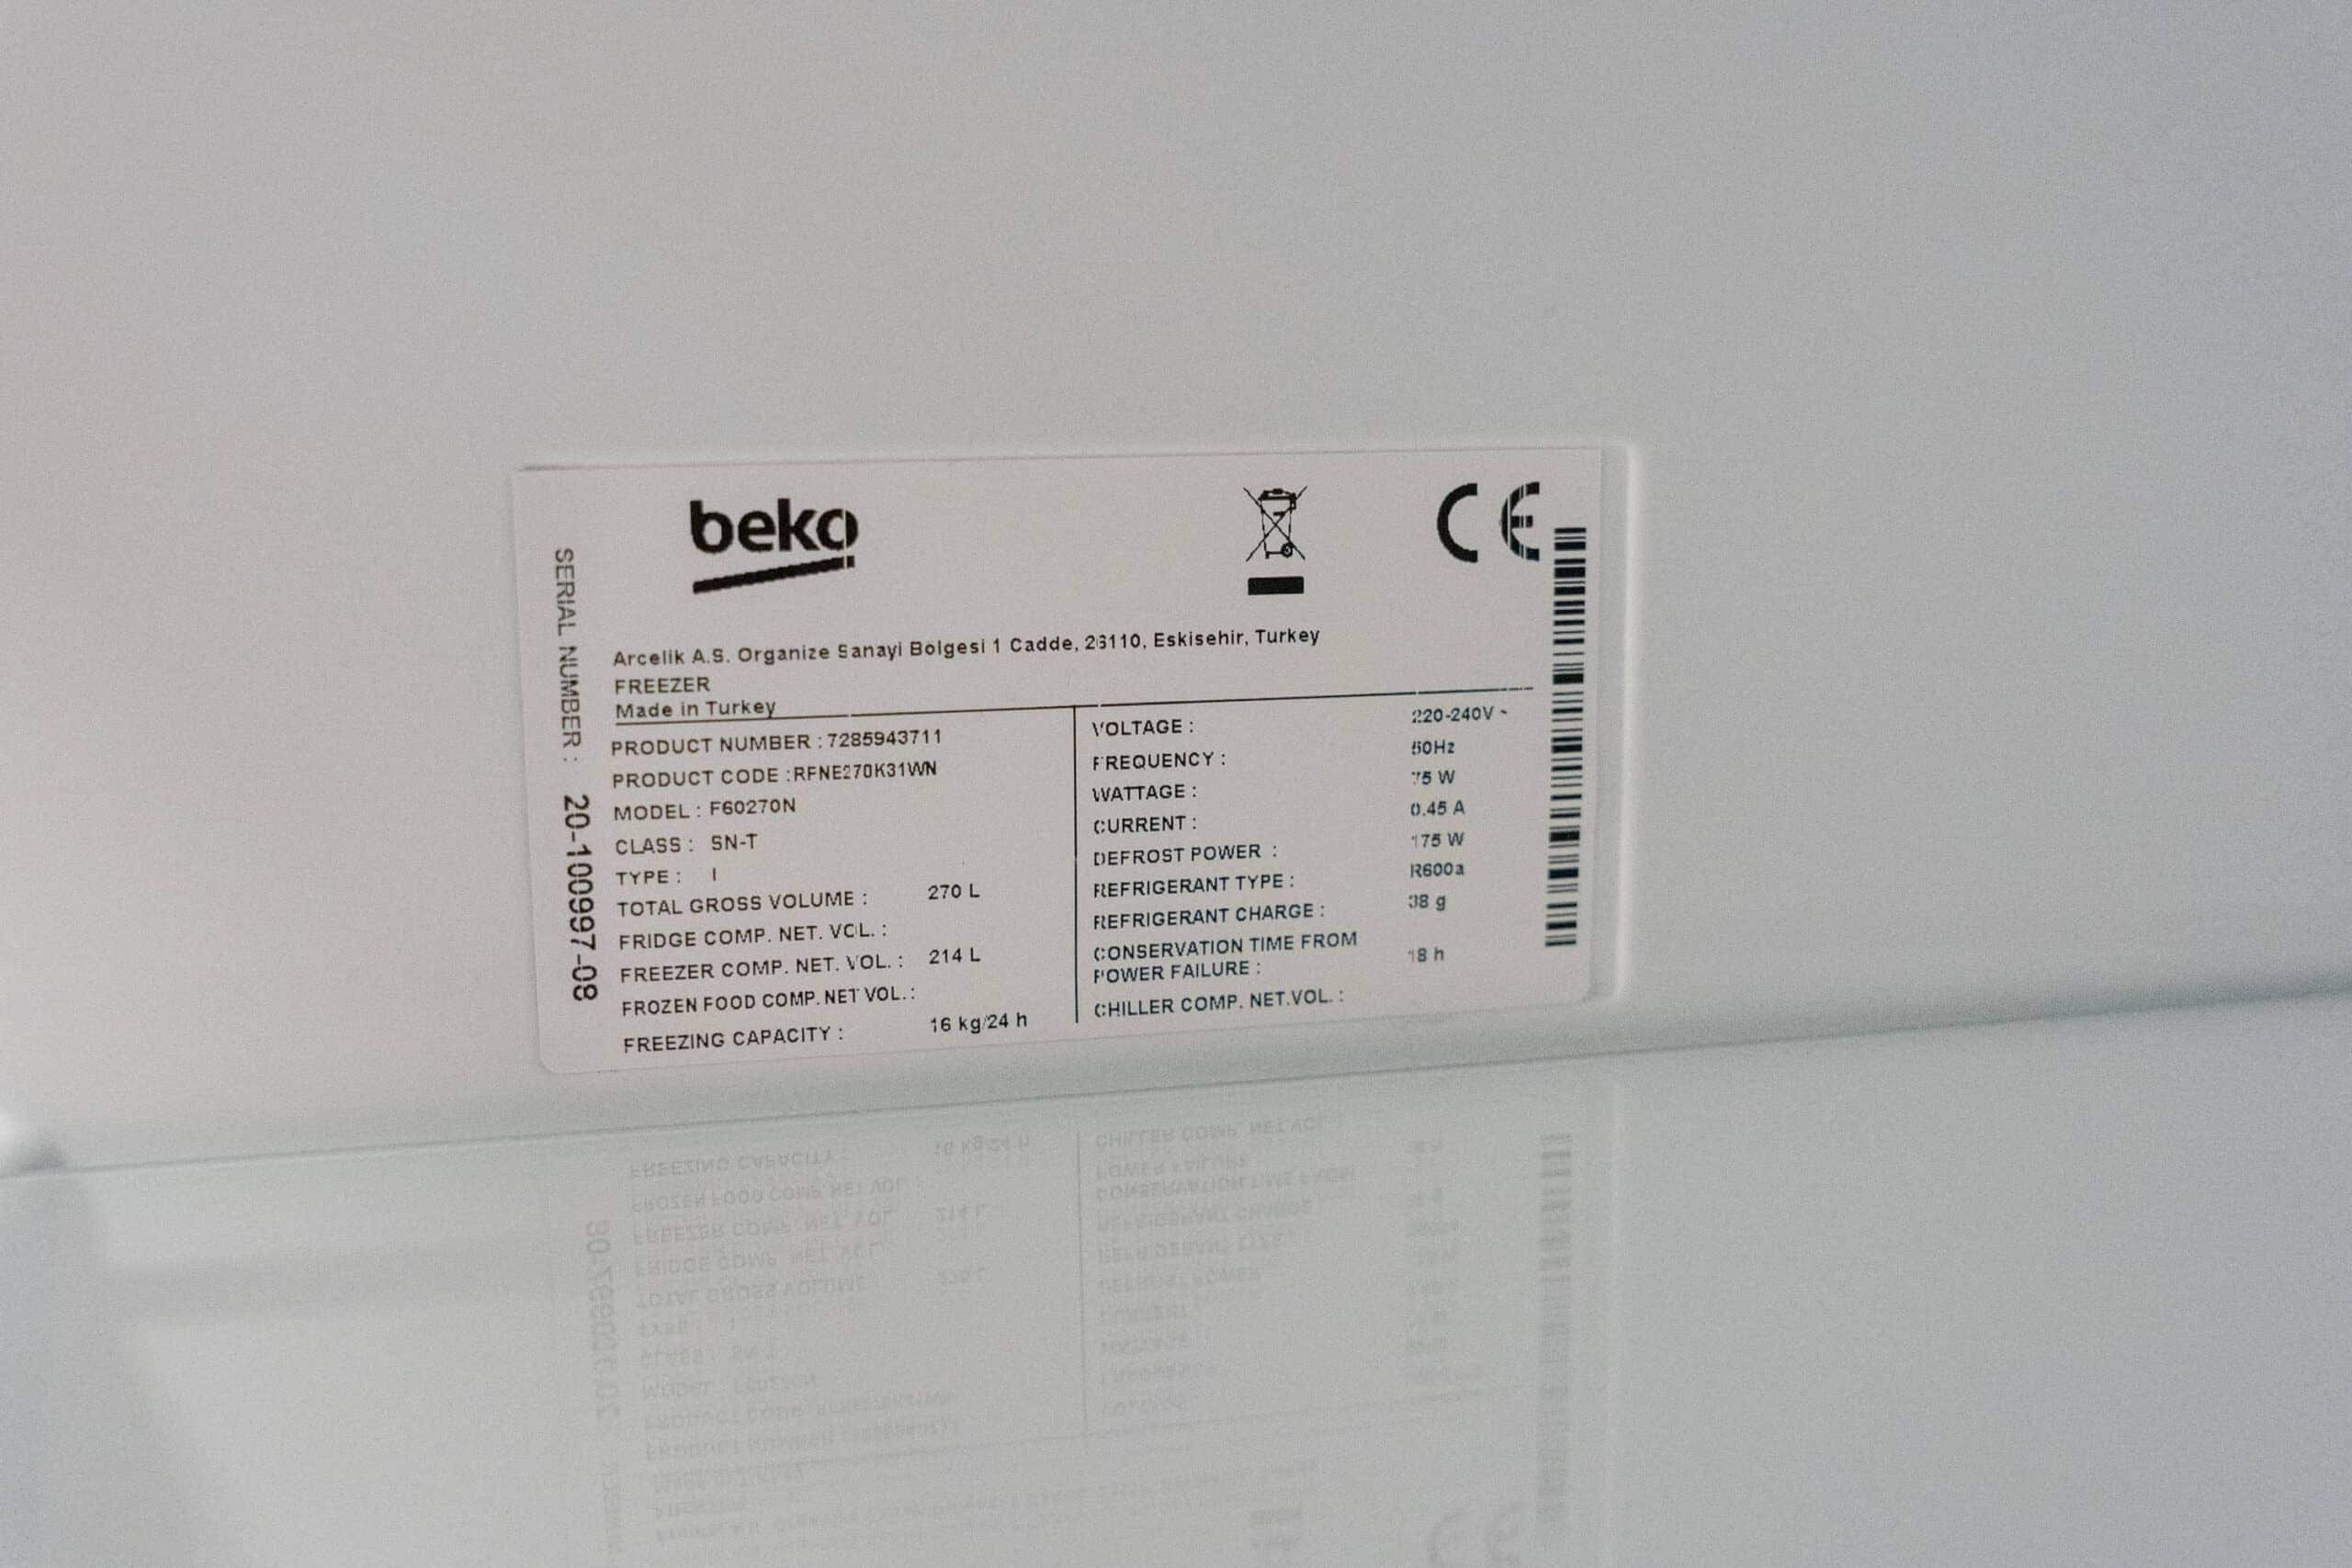 beko
CE
Arcelik A.S. Organize Sanayi Bolgesi 1 Cadde, 26110, Eskisehir, Turkey
FREEZER
Made in Turkey
SERIAL NUMBER : 20-100997-08
PRODUCT NUMBER : 7285943711
PRODUCT CODE :RFNE270K31WN
MODEL : F60270N
CLASS : SN-T
TYPE : I
TOTAL GROSS VOLUME : 270 L
FRIDGE COMP. NET. VOL. :
FREEZER COMP. NET. VOL. : 214 L
FROZEN FOOD COMP. NET VOL. :
FREEZING CAPACITY : 16 kg/24 h
VOLTAGE : 220-240V ~
FREQUENCY : 50Hz
WATTAGE : 75 W
CURRENT : 0.45 A
DEFROST POWER : 175 W
REFRIGERANT TYPE : R600a
REFRIGERANT CHARGE : 38 g
CONSERVATION TIME FROM
POWER FAILURE : 18 h
CHILLER COMP. NET.VOL. :